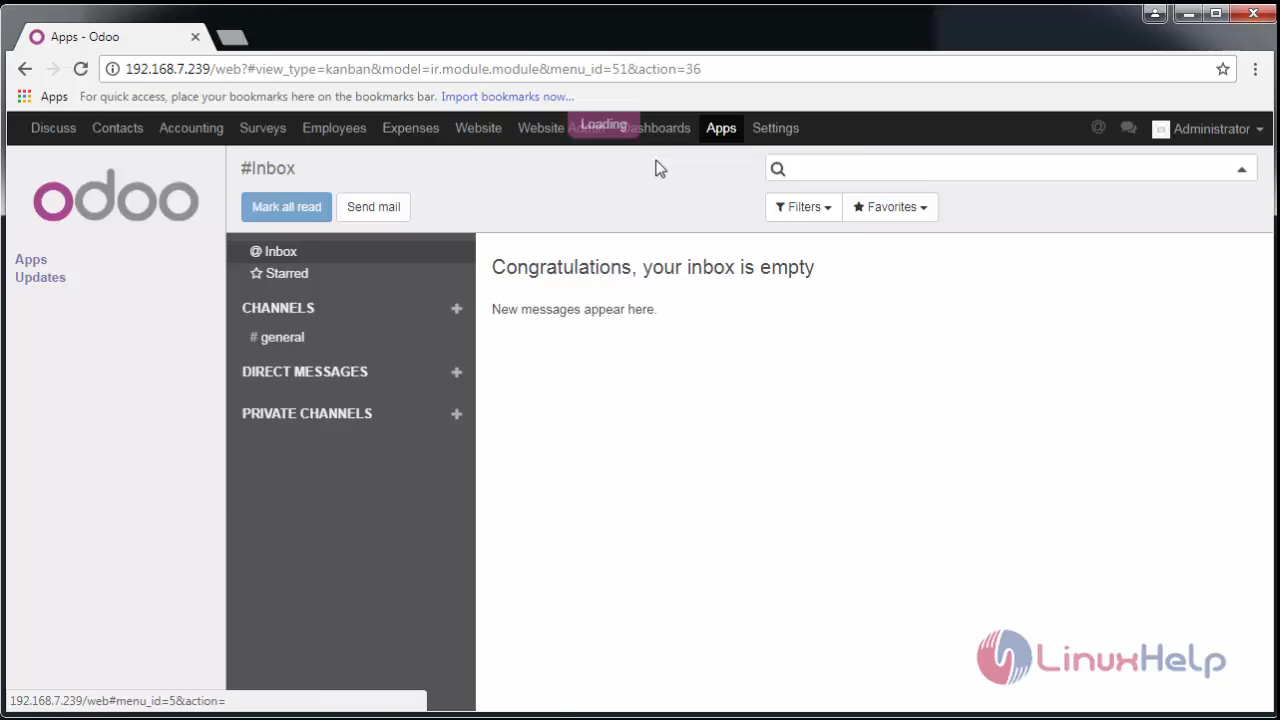 Apps - Odoo
192.168.7.239/web?#view_type=kanban&model=ir.module.module&menu_id=51&action=36
Apps For quick access, place your bookmarks here on the bookmarks bar. Import bookmarks now...
Discuss Contacts Accounting Surveys Employees Expenses Website Website Admin Dashboards Apps Settings @ Administrator
Loading
odoo
#Inbox
Mark all read Send mail
Filters Favorites
Apps
Updates
@ Inbox
Starred
CHANNELS +
# general
DIRECT MESSAGES +
PRIVATE CHANNELS +
Congratulations, your inbox is empty
New messages appear here.
LinuxHelp
192.168.7.239/web#menu_id=5&action=